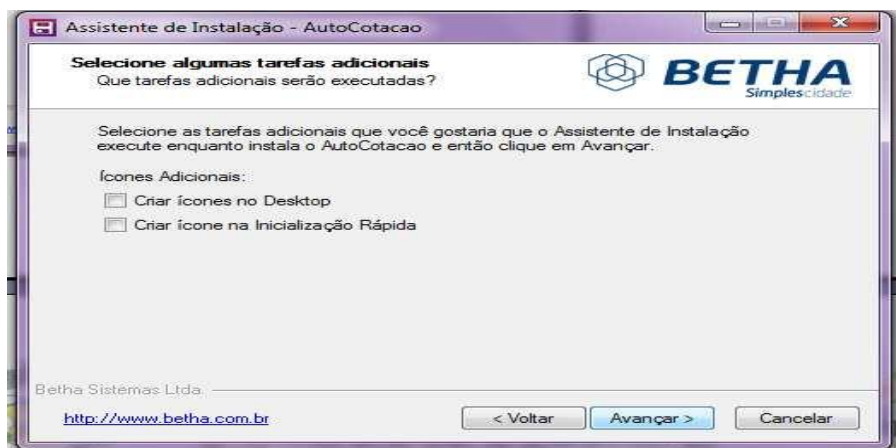 Assistente de Instalação - AutoCotacao
Selecione algumas tarefas adicionais
Que tarefas adicionais serão executadas?
BETHA
Simplescidade
Selecione as tarefas adicionais que você gostaria que o Assistente de Instalação
execute enquanto instala o AutoCotacao e então clique em Avançar.
Ícones Adicionais:
Criar ícones no Desktop
Criar ícone na Inicialização Rápida
Betha Sistemas Ltda.
http://www.betha.com.br
< Voltar
Avançar >
Cancelar